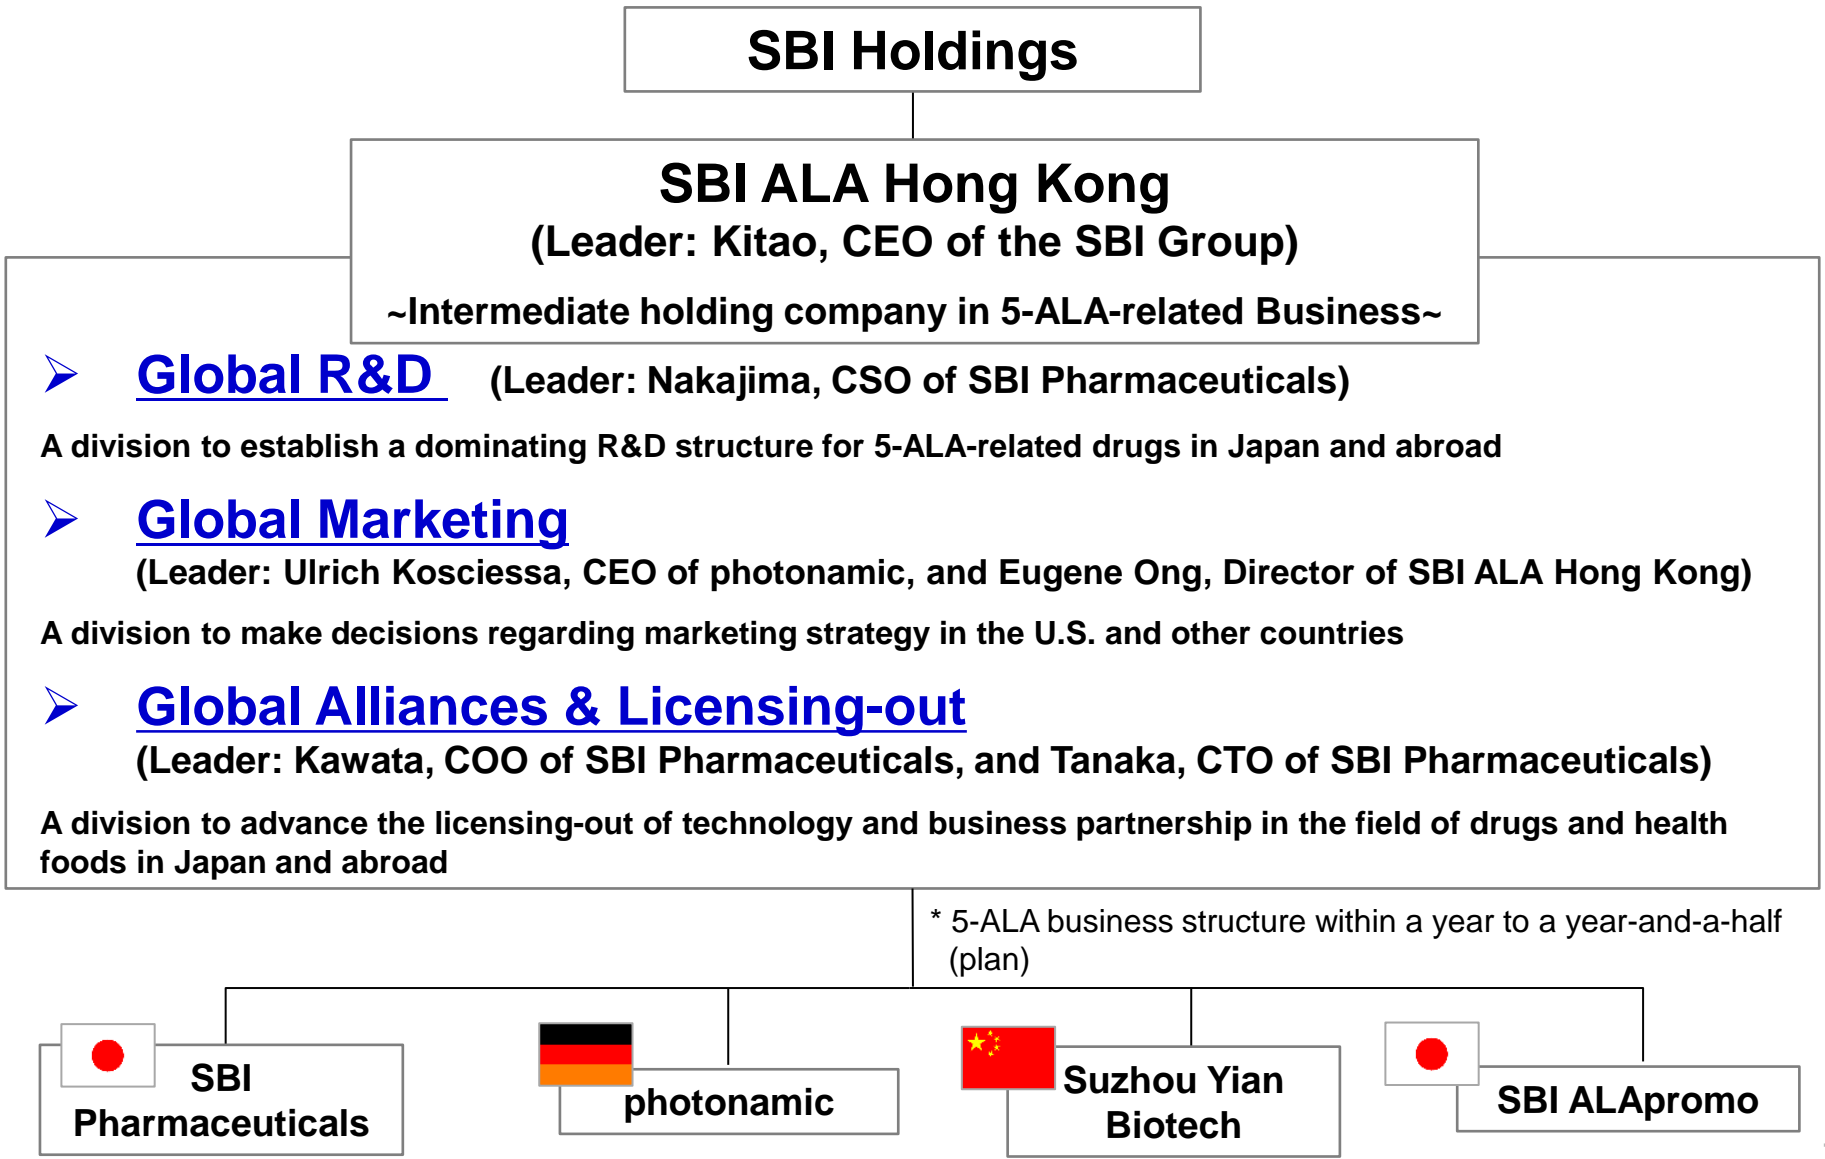 SBI Holdings
SBI ALA Hong Kong
(Leader: Kitao, CEO of the SBI Group)
~Intermediate holding company in 5-ALA-related Business~
➢ Global R&D (Leader: Nakajima, CSO of SBI Pharmaceuticals)
A division to establish a dominating R&D structure for 5-ALA-related drugs in Japan and abroad
➢ Global Marketing
(Leader: Ulrich Kosciessa, CEO of photonamic, and Eugene Ong, Director of SBI ALA Hong Kong)
A division to make decisions regarding marketing strategy in the U.S. and other countries
➢ Global Alliances & Licensing-out
(Leader: Kawata, COO of SBI Pharmaceuticals, and Tanaka, CTO of SBI Pharmaceuticals)
A division to advance the licensing-out of technology and business partnership in the field of drugs and health
foods in Japan and abroad
* 5-ALA business structure within a year to a year-and-a-half
(plan)
SBI
Pharmaceuticals
photonamic
Suzhou Yian
Biotech
SBI ALApromo